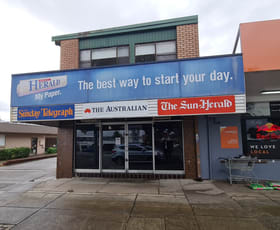 Herald
My Paper.
The best way to start your day.
Sunday Telegraph
THE AUSTRALIAN
The Sun-Herald
WE LOVE
LOCAL